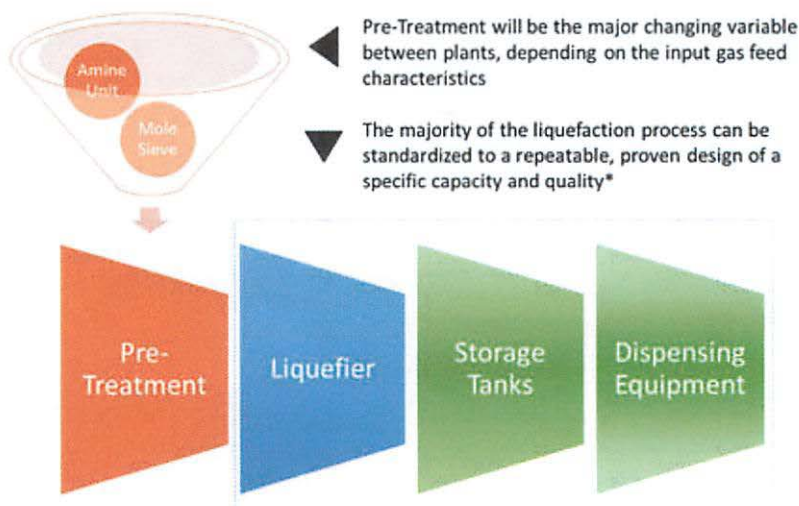 Amine
Unit
Mole
Sieve
Pre-Treatment will be the major changing variable
between plants, depending on the input gas feed
characteristics
The majority of the liquefaction process can be
standardized to a repeatable, proven design of a
specific capacity and quality*
Pre-
Treatment
Liquefier
Storage
Tanks
Dispensing
Equipment